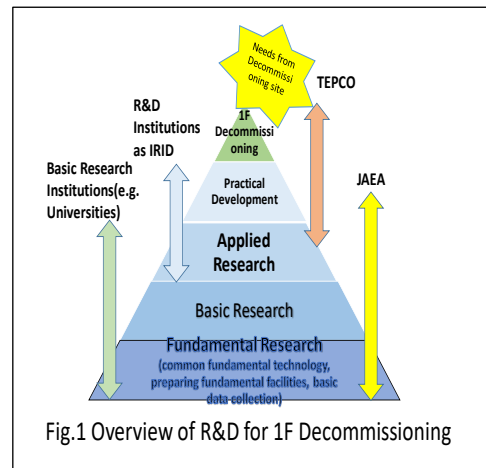 Needs from
Decommissi
oning site
TEPCO
R&D
Institutions
as IRID
1F
Decommissi
oning
Basic Research
Institutions(e.g.
Universities)
Practical
Development
JAEA
Applied
Research
Basic Research
Fundamental Research
(common fundamental technology,
preparing fundamental facilities, basic
data collection)
Fig.1 Overview of R&D for 1F Decommissioning